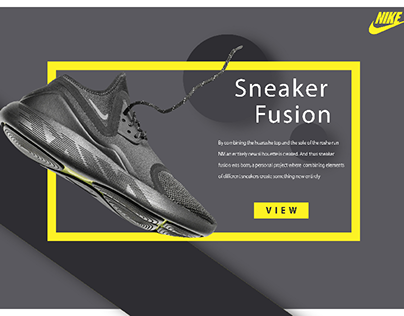 NIKE
Sneaker
Fusion
By combining the huarache top and the sole of the roshe run
NM an entirely new silhouette is created. And thus sneaker
fusion was born, a personal project where combining elements
of different sneakers create something new entirely
VIEW